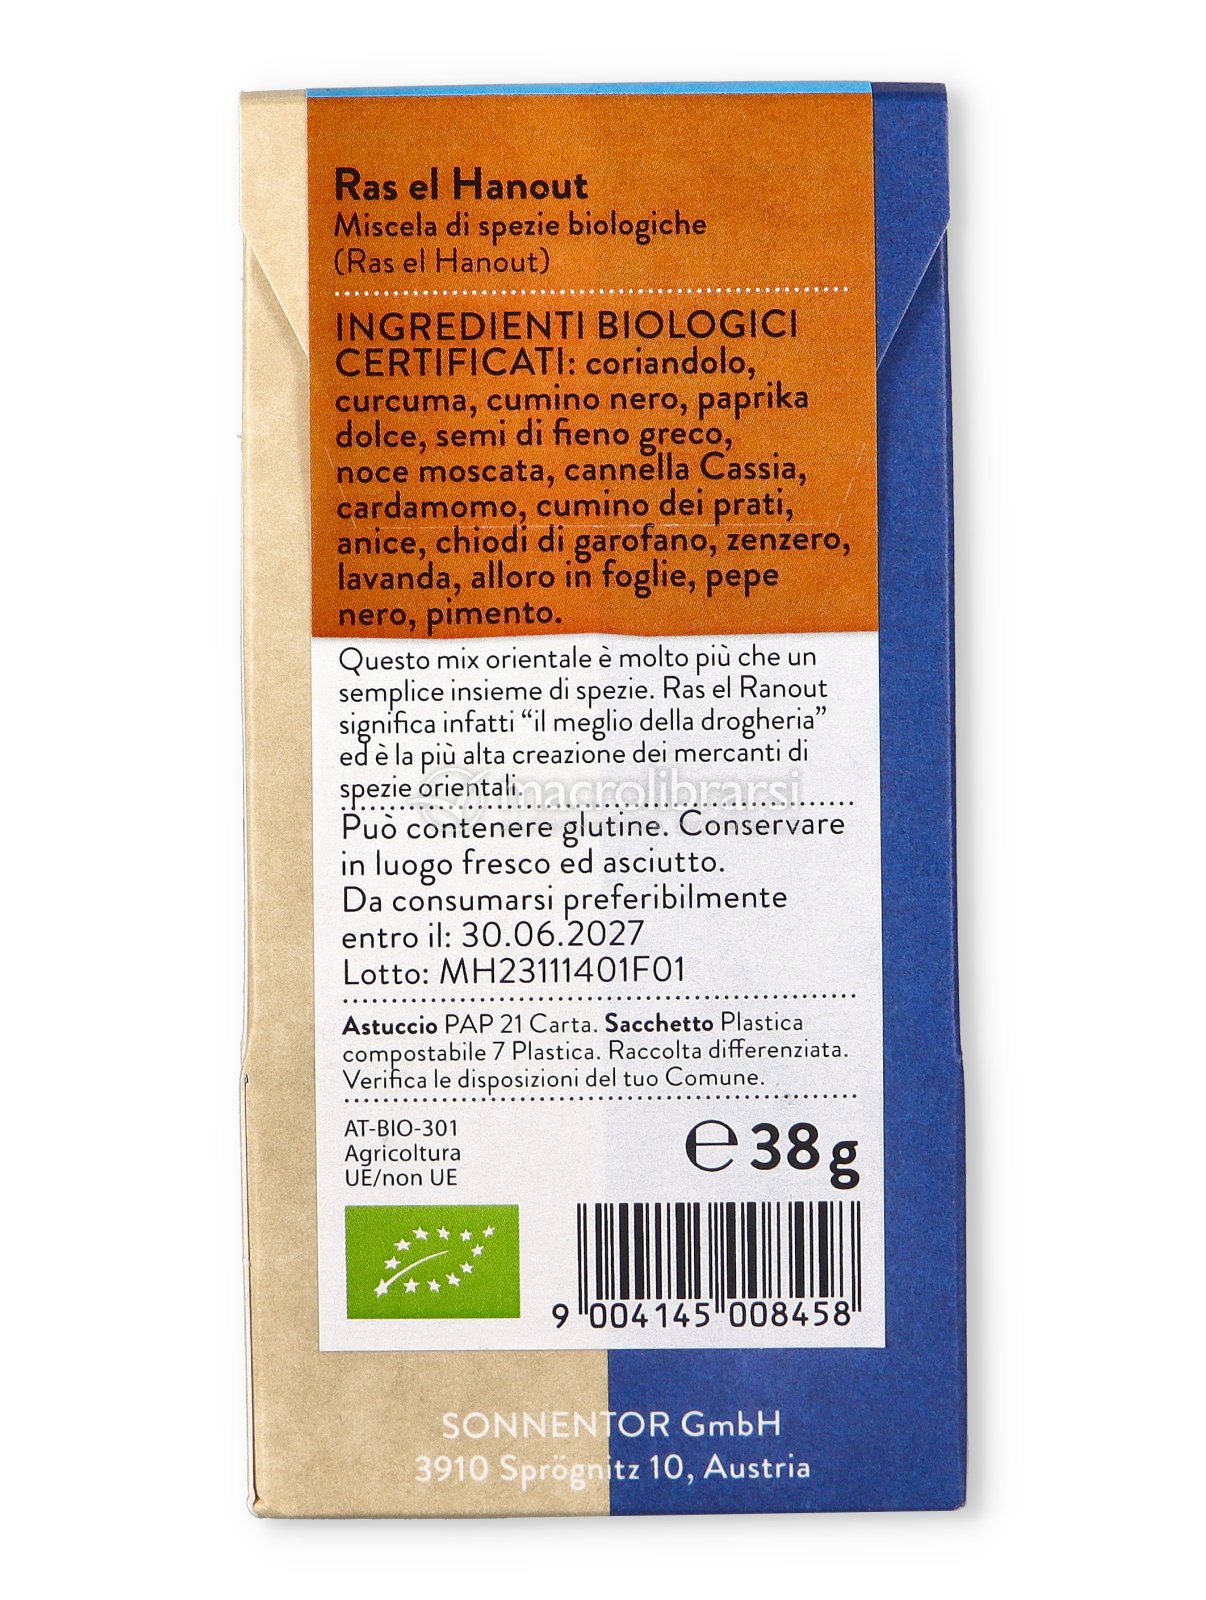 Ras el Hanout
Miscela di spezie biologiche
(Ras el Hanout)
INGREDIENTI BIOLOGICI
CERTIFICATI: coriandolo,
curcuma, cumino nero, paprika
dolce, semi di fieno greco,
noce moscata, cannella Cassia,
cardamomo, cumino dei prati,
anice, chiodi di garofano, zenzero,
lavanda, alloro in foglie, pepe
nero, pimento.
Questo mix orientale è molto più che un
semplice insieme di spezie. Ras el Ranout
significa infatti “il meglio della drogheria”
ed è la più alta creazione dei mercanti di
spezie orientali.
macrolibrarsi
Può contenere glutine. Conservare
in luogo fresco ed asciutto.
Da consumarsi preferibilmente
entro il: 30.06.2027
Lotto: MH23111401F01
Astuccio PAP 21 Carta. Sacchetto Plastica
compostabile 7 Plastica. Raccolta differenziata.
Verifica le disposizioni del tuo Comune.
AT-BIO-301
Agricoltura
UE/non UE
℮ 38 g
9 004145 008458
SONNENTOR GmbH
3910 Sprögnitz 10, Austria